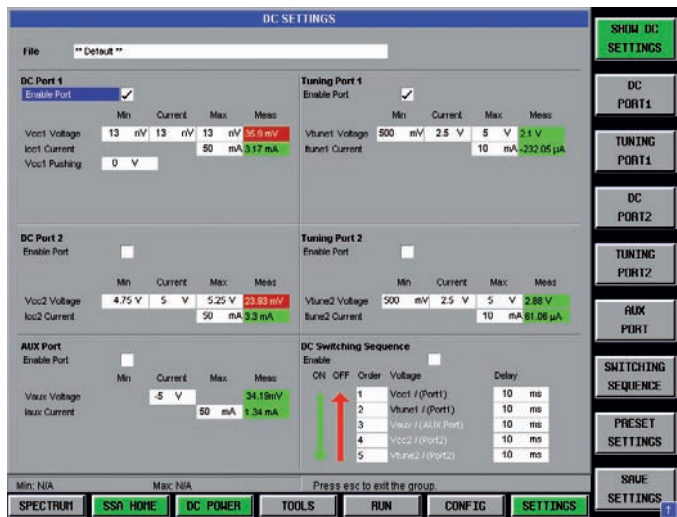 DC SETTINGS
File ** Default **
DC Port 1
Enable Port
Min Current Max Meas
Vcc1 Voltage 13 nV 13 nV 13 nV 35.9 mV
Icc1 Current 50 mA 3.17 mA
Vcc1 Pushing 0 V
Tuning Port 1
Enable Port
Min Current Max Meas
Vtune1 Voltage 500 mV 2.5 V 5 V 2.1 V
Itune1 Current 10 mA -232.05 µA
DC Port 2
Enable Port
Min Current Max Meas
Vcc2 Voltage 4.75 V 5 V 5.25 V 23.93 mV
Icc2 Current 50 mA 3.3 mA
Tuning Port 2
Enable Port
Min Current Max Meas
Vtune2 Voltage 500 mV 2.5 V 5 V 2.88 V
Itune2 Current 10 mA 61.06 µA
AUX Port
Enable Port
Min Current Max Meas
Vaux Voltage -5 V 34.19mV
Iaux Current 50 mA 1.34 mA
DC Switching Sequence
Enable
ON OFF Order Voltage Delay
1 Vcc1 / (Port1) 10 ms
2 Vtune1 / (Port1) 10 ms
3 Vaux / (AUX Port) 10 ms
4 Vcc2 / (Port2) 10 ms
5 Vtune2 / (Port2) 10 ms
Min: N/A Max: N/A Press esc to exit the group.
SPECTRUM SSA HOME DC POWER TOOLS RUN CONFIG SETTINGS
SHOW DC
SETTINGS
DC
PORT1
TUNING
PORT1
DC
PORT2
TUNING
PORT2
AUX
PORT
SWITCHING
SEQUENCE
PRESET
SETTINGS
SAVE
SETTINGS